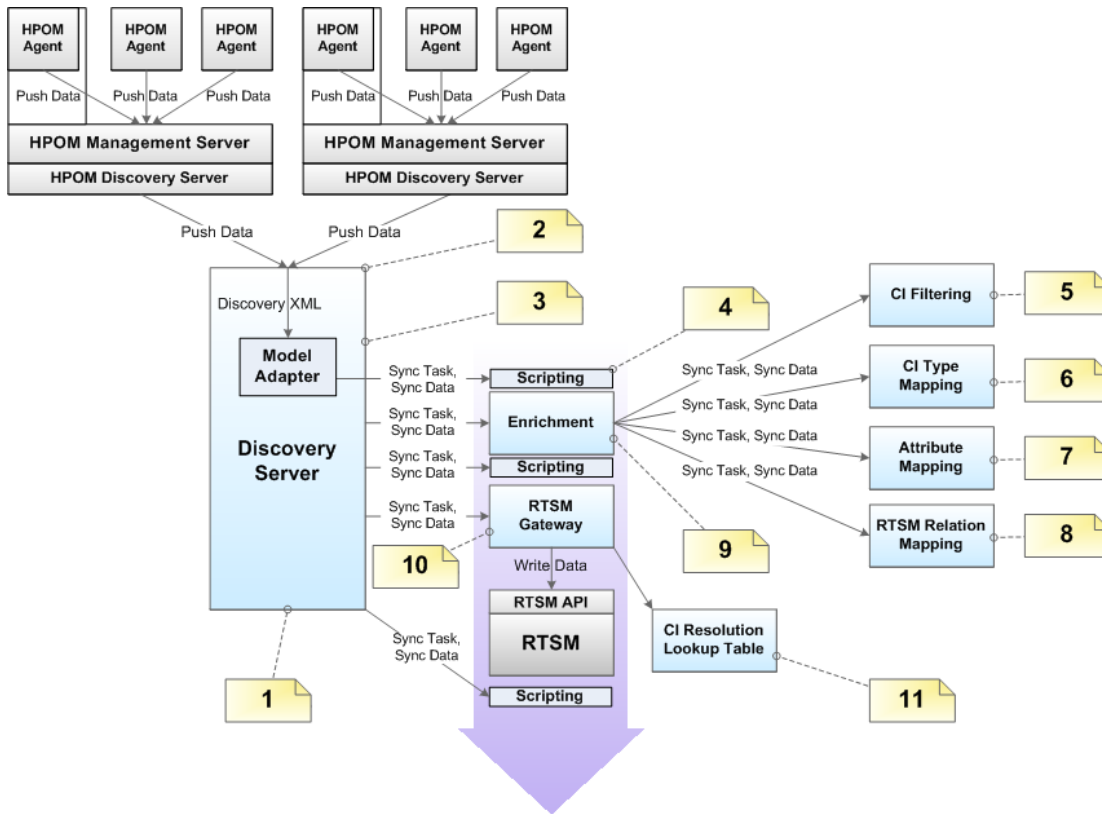 HPOM
Agent
HPOM
Agent
HPOM
Agent
HPOM
Agent
HPOM
Agent
HPOM
Agent
Push Data
Push Data
Push Data
Push Data
Push Data
Push Data
HPOM Management Server
HPOM Management Server
HPOM Discovery Server
HPOM Discovery Server
Push Data
Push Data
2
Discovery XML
3
4
CI Filtering
5
Model
Adapter
Sync Task,
Sync Data
Scripting
Sync Task, Sync Data
CI Type
Mapping
6
Sync Task,
Sync Data
Enrichment
Sync Task, Sync Data
Discovery
Server
Sync Task,
Sync Data
Scripting
Sync Task, Sync Data
Attribute
Mapping
7
Sync Task, Sync Data
Sync Task,
Sync Data
RTSM
Gateway
RTSM Relation
Mapping
8
9
10
Write Data
RTSM API
RTSM
CI Resolution
Lookup Table
Sync Task,
Sync Data
Scripting
1
11